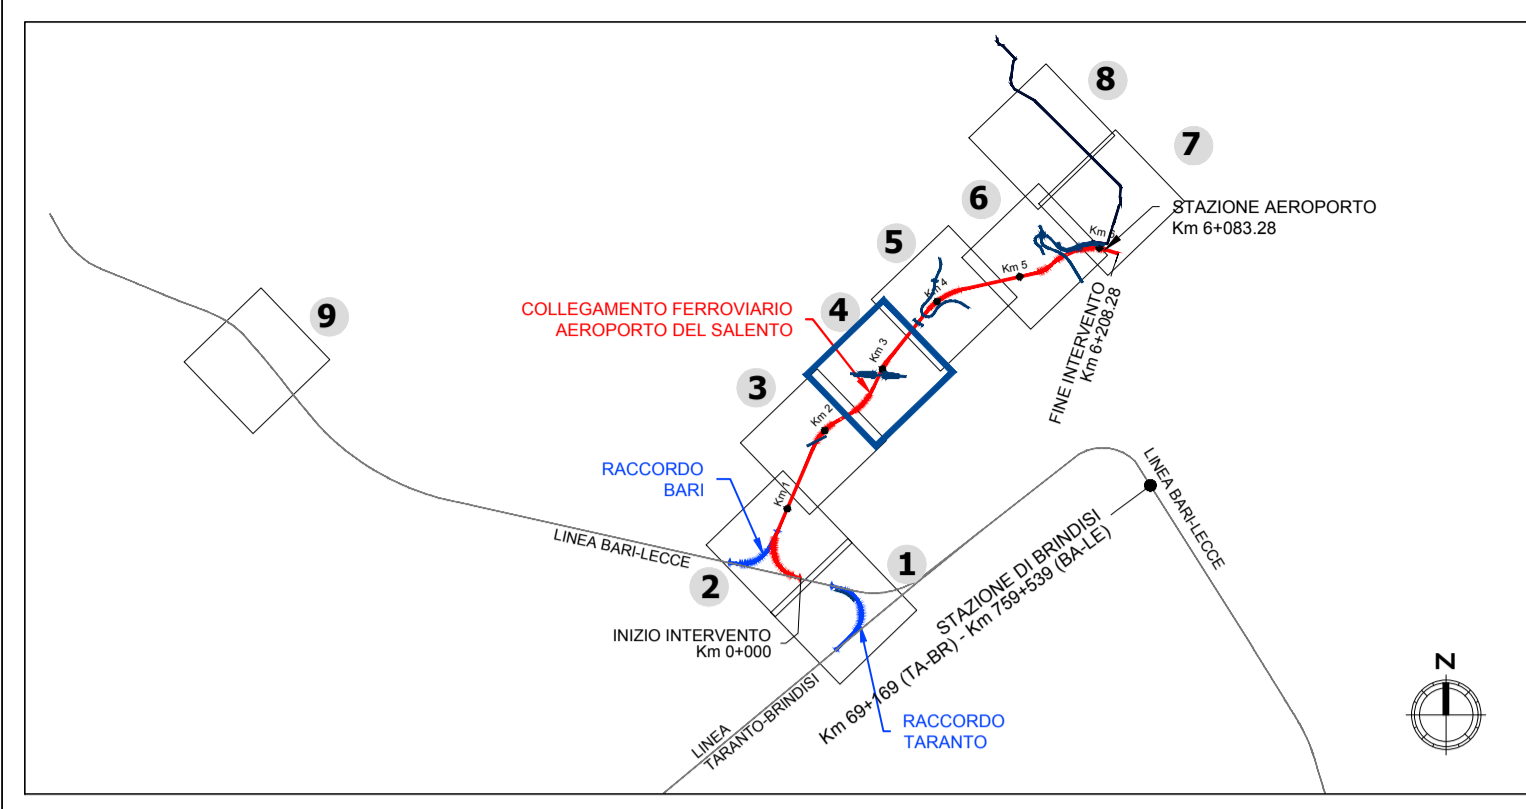 8
7
6
STAZIONE AEROPORTO
Km 6+083.28
Km 6
5
Km 5
Km 4
FINE INTERVENTO
Km 6+208.28
COLLEGAMENTO FERROVIARIO
AEROPORTO DEL SALENTO
4
9
Km 3
3
Km 2
RACCORDO
BARI
Km 1
LINEA BARI-LECCE
LINEA BARI-LECCE
2
1
STAZIONE DI BRINDISI
Km 69+169 (TA-BR) - Km 759+539 (BA-LE)
INIZIO INTERVENTO
Km 0+000
LINEA
TARANTO-BRINDISI
RACCORDO
TARANTO
N